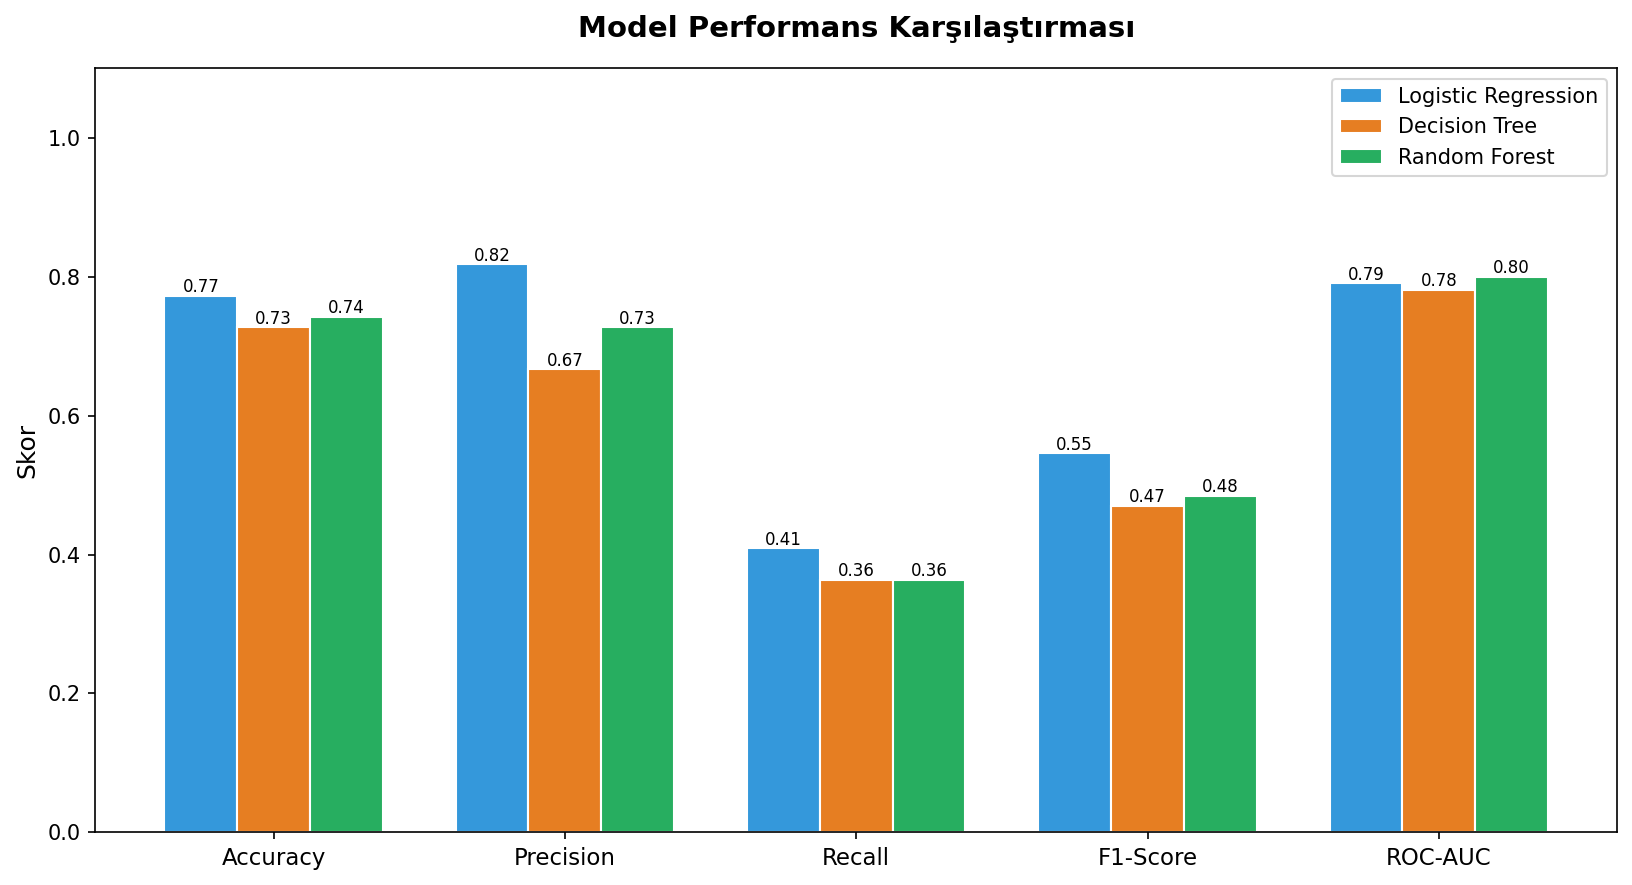 Model Performans Karşılaştırması
Logistic Regression
Decision Tree
Random Forest
Skor
1.0
0.8
0.6
0.4
0.2
0.0
0.77
0.73
0.74
0.82
0.67
0.73
0.41
0.36
0.36
0.55
0.47
0.48
0.79
0.78
0.80
Accuracy
Precision
Recall
F1-Score
ROC-AUC